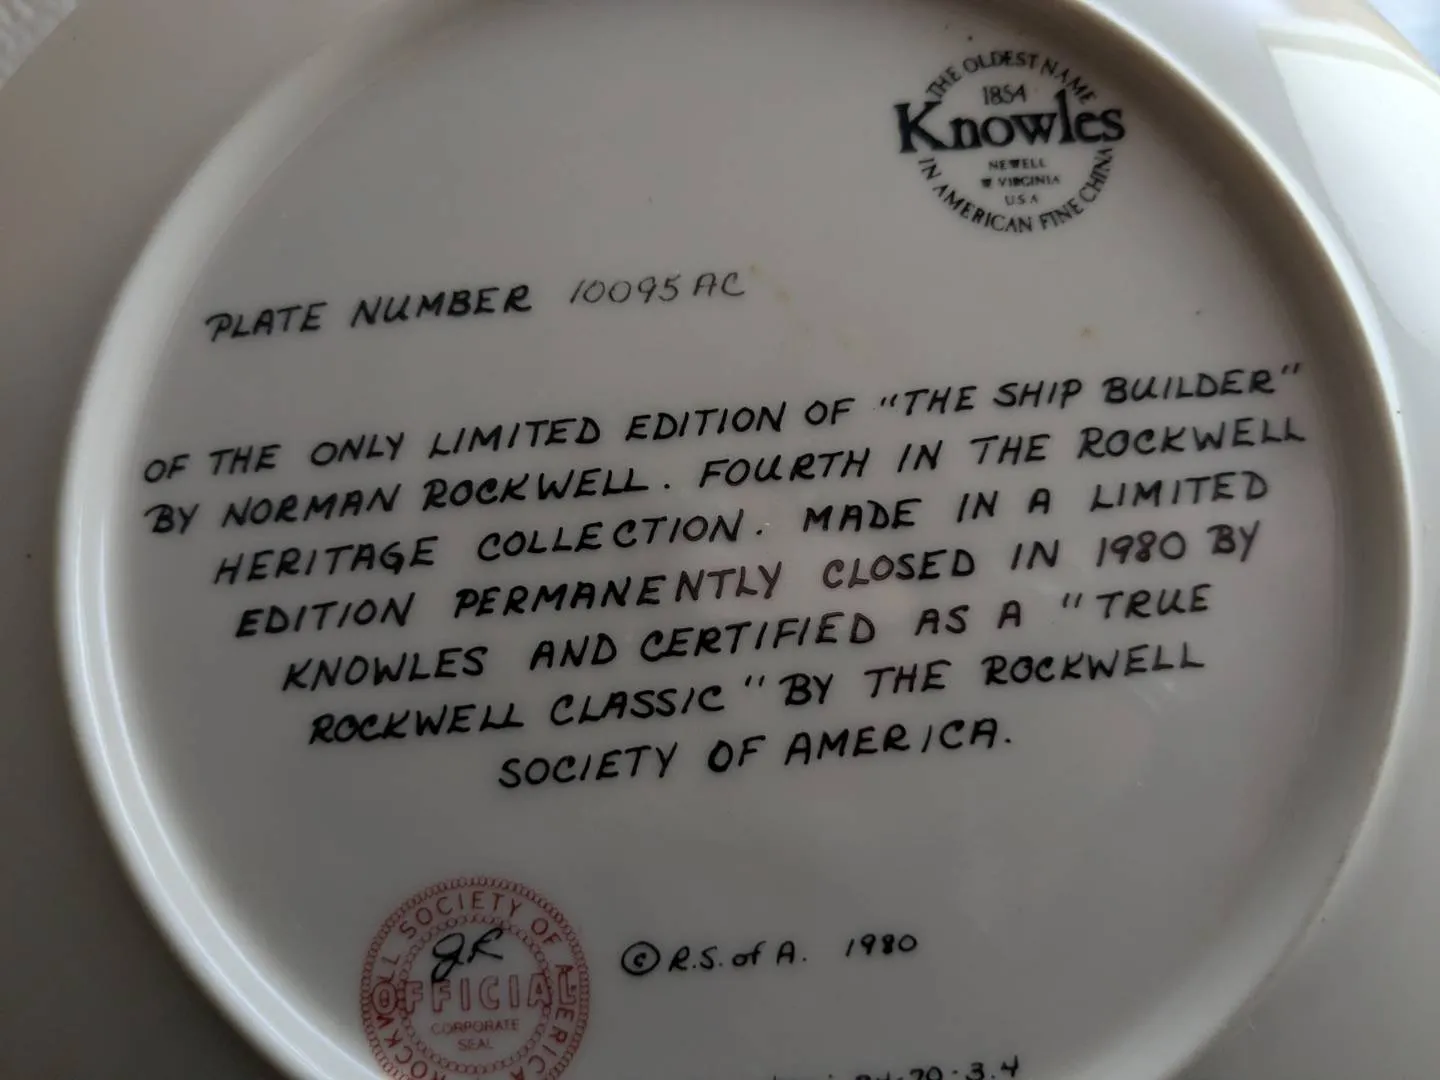 THE OLDEST NAME
1854
Knowles
NEWELL
W VIRGINIA
U.S.A
IN AMERICAN FINE CHINA
PLATE NUMBER 10095 AC
OF THE ONLY LIMITED EDITION OF "THE SHIP BUILDER"
BY NORMAN ROCKWELL. FOURTH IN THE ROCKWELL
HERITAGE COLLECTION. MADE IN A LIMITED
EDITION PERMANENTLY CLOSED IN 1980 BY
KNOWLES AND CERTIFIED AS A "TRUE
ROCKWELL CLASSIC" BY THE ROCKWELL
SOCIETY OF AMERICA.
ROCKWELL SOCIETY OF AMERICA
JR
OFFICIAL
CORPORATE
SEAL
© R.S. of A. 1980